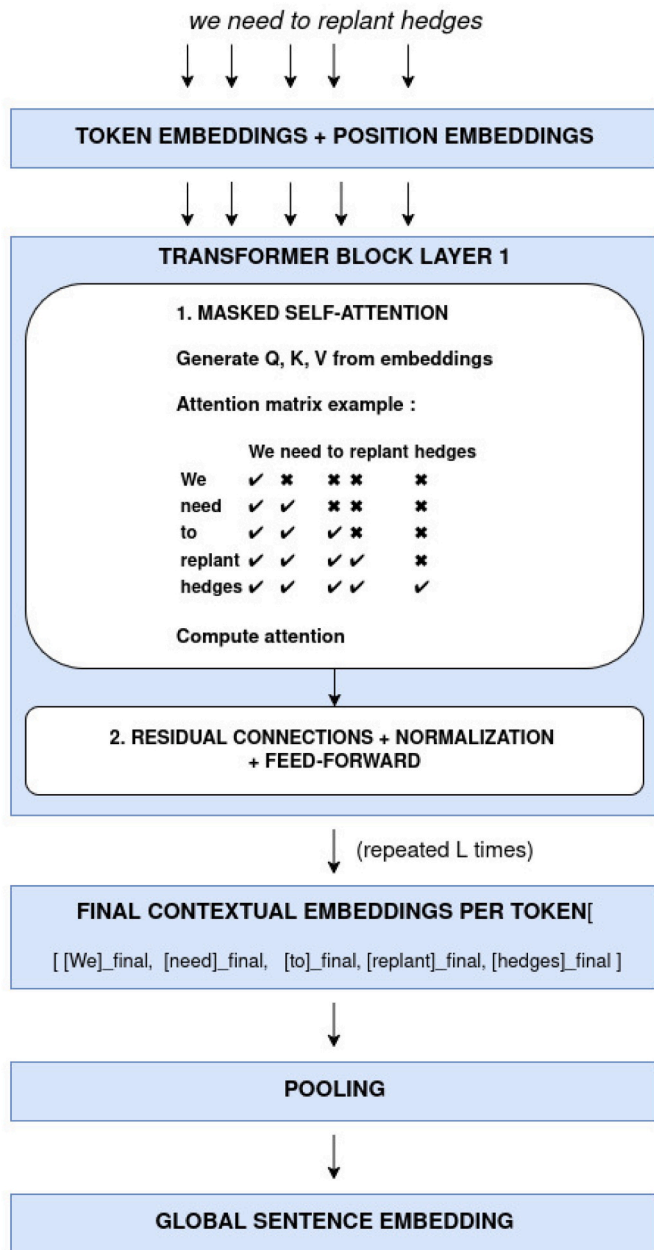 we need to replant hedges
TOKEN EMBEDDINGS + POSITION EMBEDDINGS
TRANSFORMER BLOCK LAYER 1
1. MASKED SELF-ATTENTION
Generate Q, K, V from embeddings
Attention matrix example :
We need to replant hedges
We ✓ ✖ ✖ ✖ ✖
need ✓ ✓ ✖ ✖ ✖
to ✓ ✓ ✓ ✖ ✖
replant ✓ ✓ ✓ ✓ ✖
hedges ✓ ✓ ✓ ✓ ✓
Compute attention
2. RESIDUAL CONNECTIONS + NORMALIZATION
+ FEED-FORWARD
(repeated L times)
FINAL CONTEXTUAL EMBEDDINGS PER TOKEN[
[ [We]_final, [need]_final, [to]_final, [replant]_final, [hedges]_final ]
POOLING
GLOBAL SENTENCE EMBEDDING